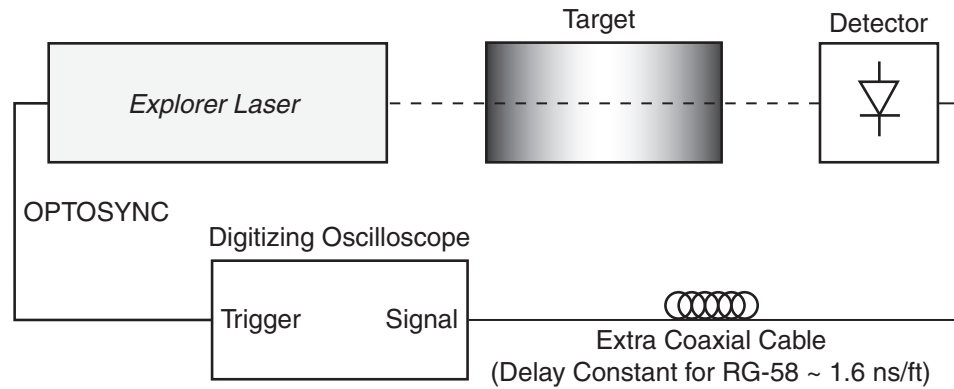 Target
Detector
Explorer Laser
OPTOSYNC
Digitizing Oscilloscope
Trigger
Signal
Extra Coaxial Cable
(Delay Constant for RG-58 ~ 1.6 ns/ft)